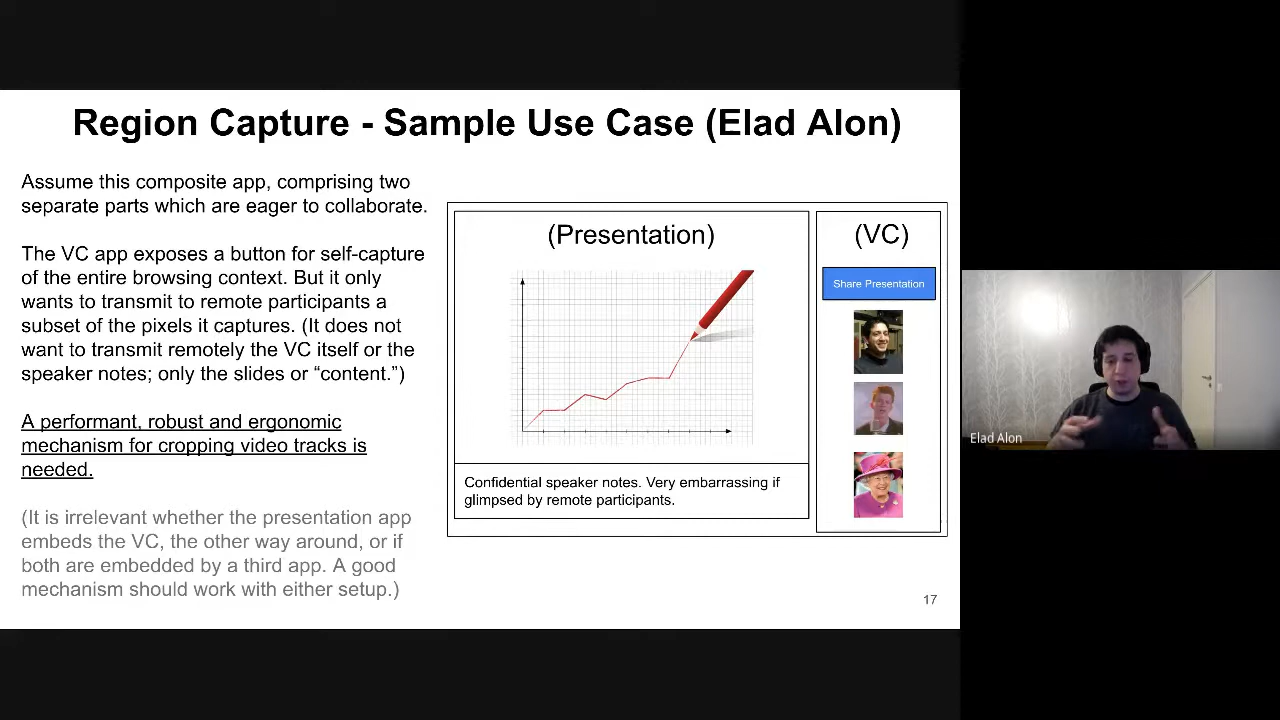 Region Capture - Sample Use Case (Elad Alon)
Assume this composite app, comprising two
separate parts which are eager to collaborate.
The VC app exposes a button for self-capture
of the entire browsing context. But it only
wants to transmit to remote participants a
subset of the pixels it captures. (It does not
want to transmit remotely the VC itself or the
speaker notes; only the slides or “content.”)
A performant, robust and ergonomic
mechanism for cropping video tracks is
needed.
(It is irrelevant whether the presentation app
embeds the VC, the other way around, or if
both are embedded by a third app. A good
mechanism should work with either setup.)
(Presentation)
Confidential speaker notes. Very embarrassing if
glimpsed by remote participants.
(VC)
Share Presentation
17
Elad Alon